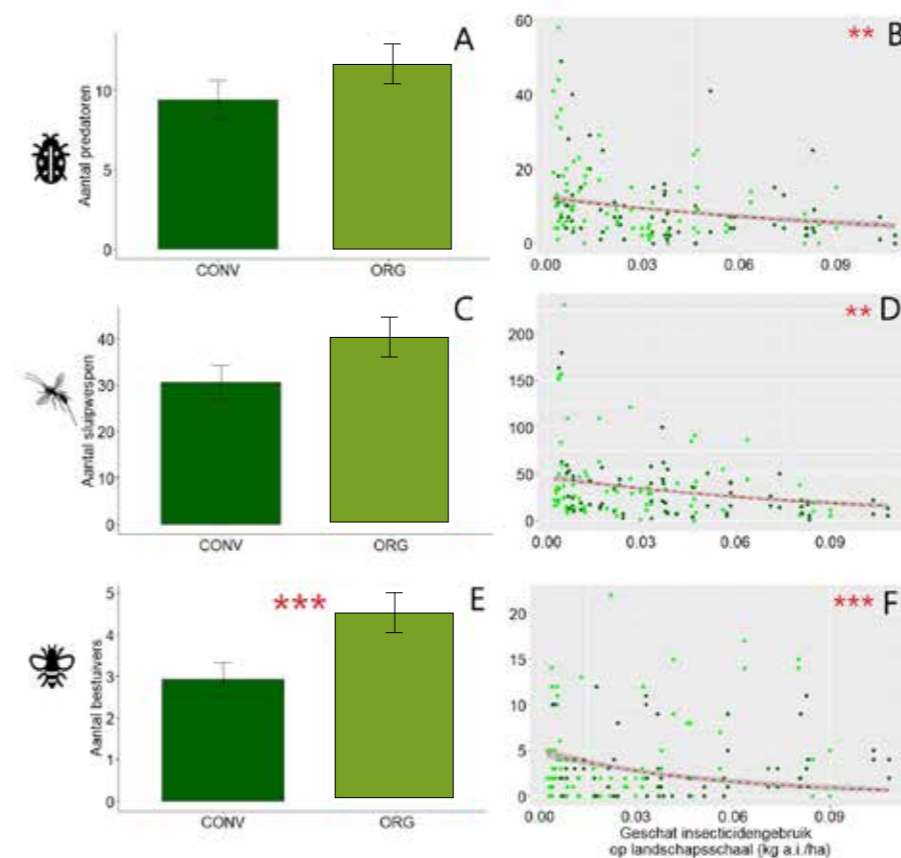 A
Aantal predatoren
10
5
0
CONV
ORG
** B
60
40
20
0
0.00
0.03
0.06
0.09
C
Aantal sluipwespen
40
30
20
10
0
CONV
ORG
** D
200
150
100
50
0
0.00
0.03
0.06
0.09
*** E
Aantal bestuivers
5
4
3
2
1
0
CONV
ORG
*** F
20
15
10
5
0
0.00
0.03
0.06
0.09
Geschat insecticidengebruik
op landschapsschaal (kg a.i./ha)